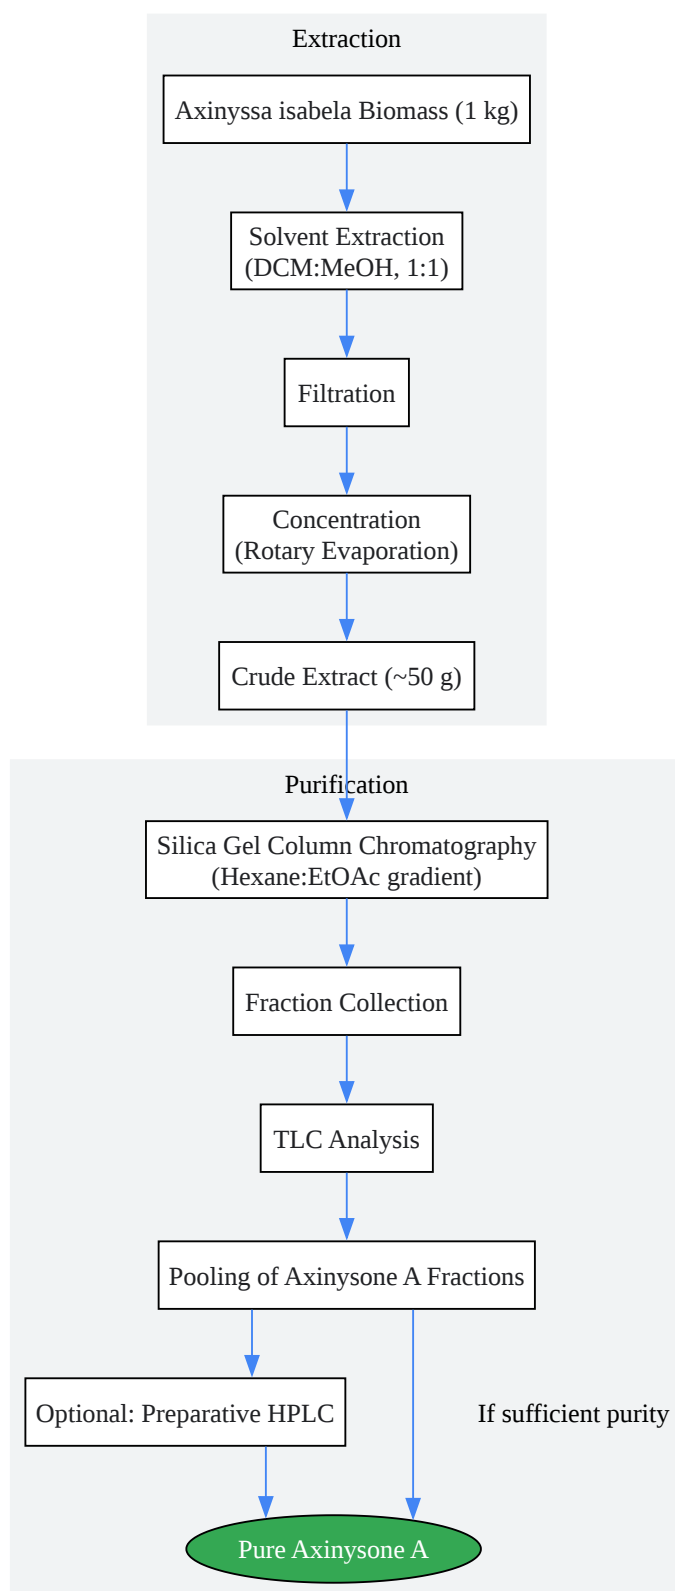 Extraction
Axinyssa isabela Biomass (1 kg)
Solvent Extraction
(DCM:MeOH, 1:1)
Filtration
Concentration
(Rotary Evaporation)
Crude Extract (~50 g)
Purification
Silica Gel Column Chromatography
(Hexane:EtOAc gradient)
Fraction Collection
TLC Analysis
Pooling of Axinysone A Fractions
Optional: Preparative HPLC
If sufficient purity
Pure Axinysone A